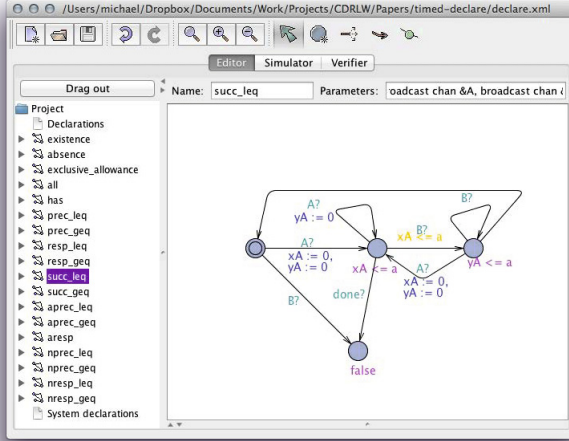 /Users/michael/Dropbox/Documents/Work/Projects/CDRLW/Papers/timed-declare/declare.xml
Editor Simulator Verifier
Drag out
Name: succ_leq Parameters: oadcast chan &A, broadcast chan &
Project
Declarations
existence
absence
exclusive_allowance
all
has
prec_leq
prec_geq
resp_leq
resp_geq
succ_leq
succ_geq
aprec_leq
aprec_geq
aresp
nprec_leq
nprec_geq
nresp_leq
nresp_geq
System declarations
A?
yA := 0
B?
A?
xA := 0,
yA := 0
B?
xA <= a
xA <= a
yA <= a
A?
xA := 0,
yA := 0
B?
done?
false